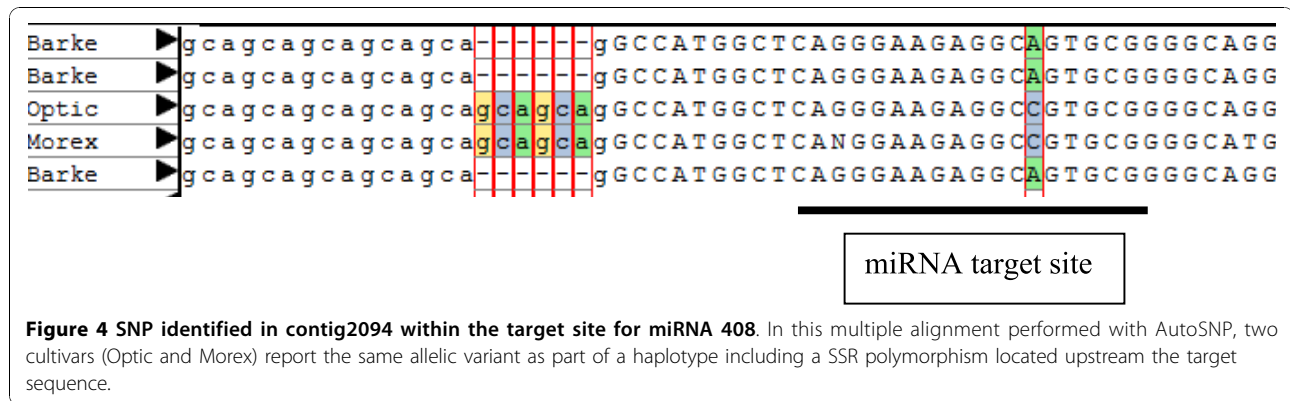 Barke ▶gcagcagcagcagca------gGCCATGGCTCAGGGAAGAGGCAGTGCGGGGCAGG
Barke ▶gcagcagcagcagca------gGCCATGGCTCAGGGAAGAGGCAGTGCGGGGCAGG
Optic ▶gcagcagcagcagcagcagcagGCCATGGCTCAGGGAAGAGGCCGTGCGGGGCAGG
Morex ▶gcagcagcagcagcagcagcagGCCATGGCTCANGGAAGAGGCCGTGCGGGGCATG
Barke ▶gcagcagcagcagca------gGCCATGGCTCAGGGAAGAGGCAGTGCGGGGCAGG
miRNA target site
Figure 4 SNP identified in contig2094 within the target site for miRNA 408. In this multiple alignment performed with AutoSNP, two
cultivars (Optic and Morex) report the same allelic variant as part of a haplotype including a SSR polymorphism located upstream the target
sequence.